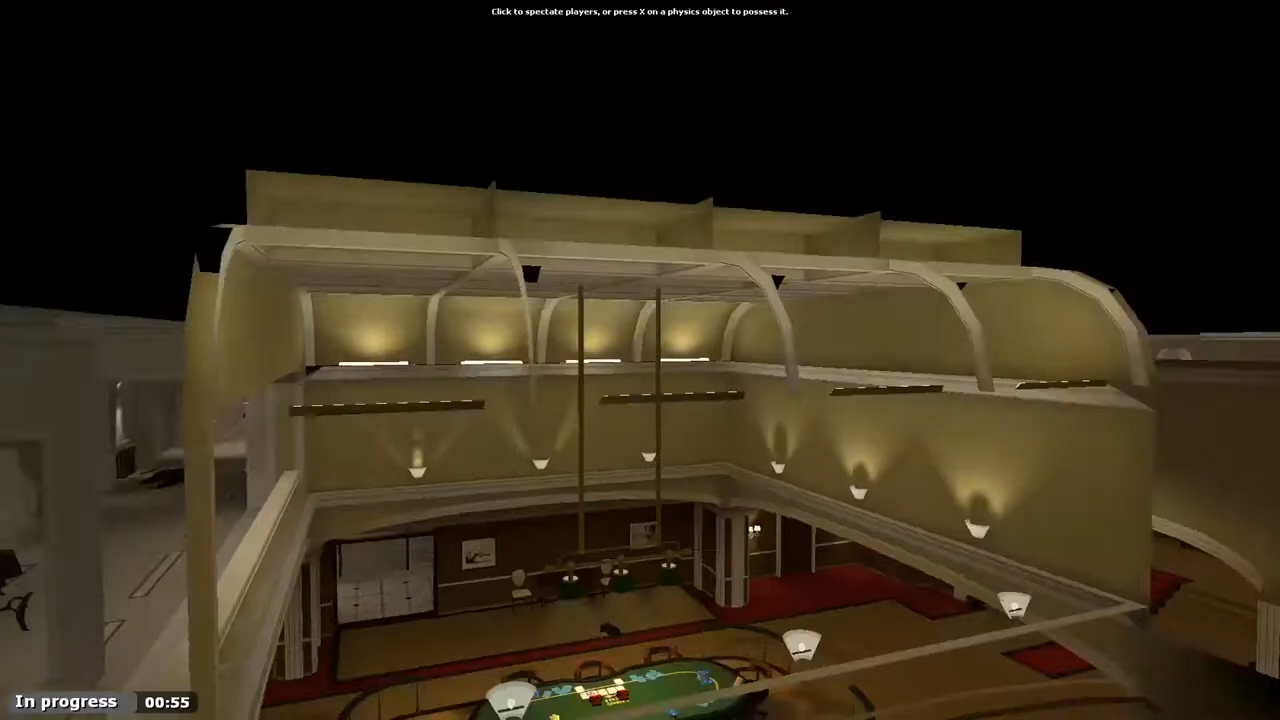 Click to spectate players, or press X on a physics object to possess it.
In progress 00:55